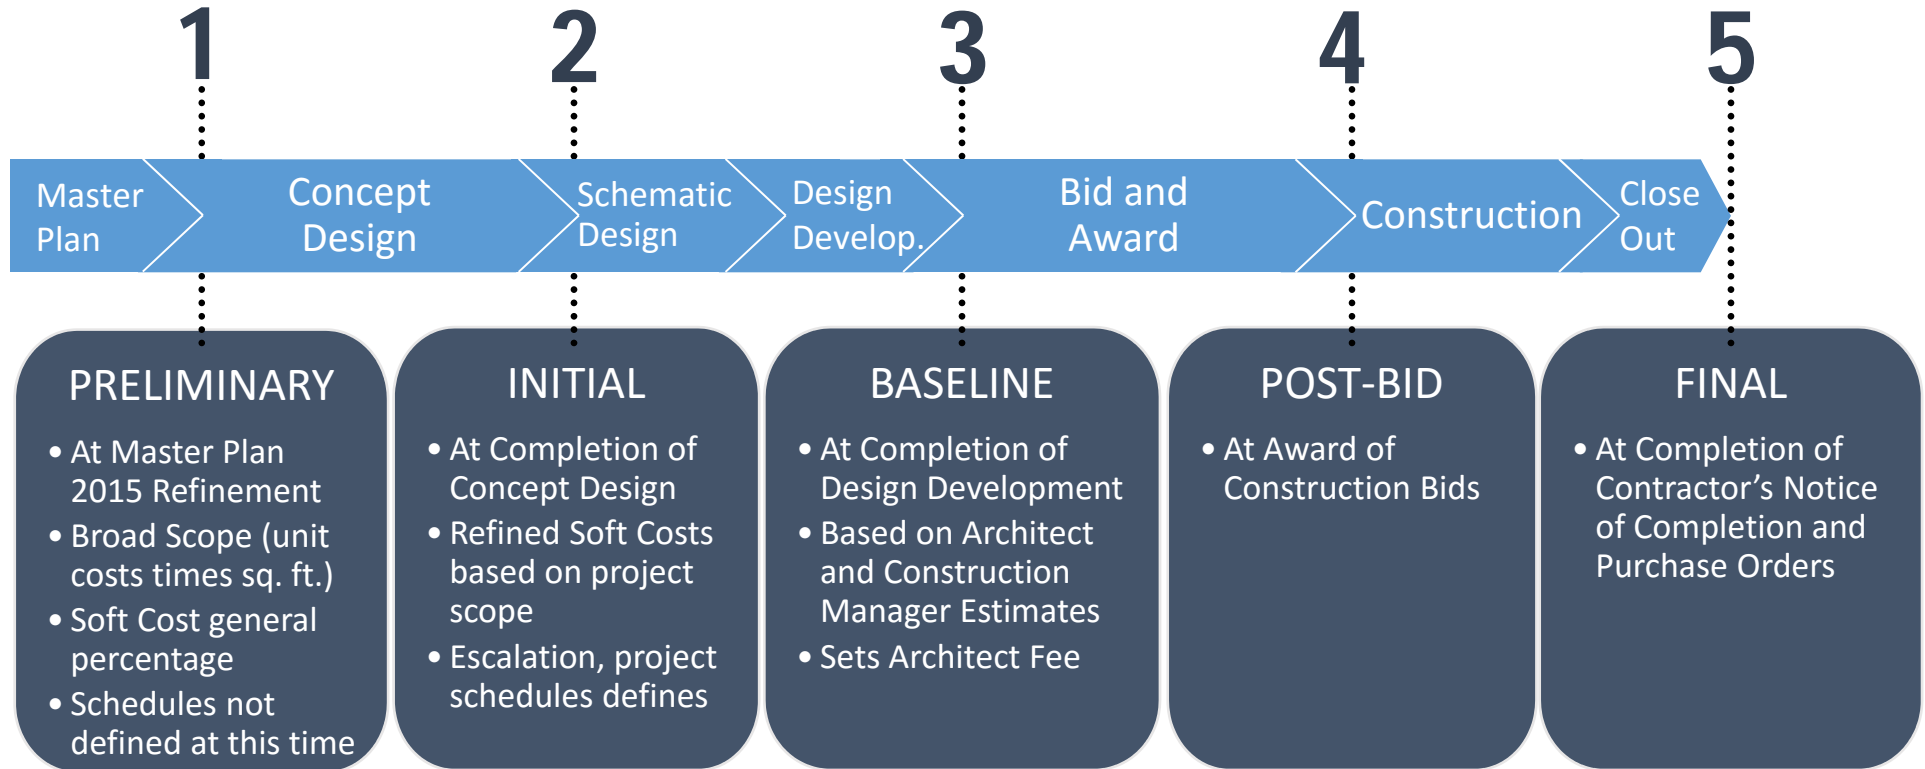 1
2
3
4
5
Master
Plan
Concept
Design
Schematic
Design
Design
Develop.
Bid and
Award
Construction
Close
Out
PRELIMINARY
• At Master Plan
2015 Refinement
• Broad Scope (unit
costs times sq. ft.)
• Soft Cost general
percentage
• Schedules not
defined at this time
INITIAL
• At Completion of
Concept Design
• Refined Soft Costs
based on project
scope
• Escalation, project
schedules defines
BASELINE
• At Completion of
Design Development
• Based on Architect
and Construction
Manager Estimates
• Sets Architect Fee
POST-BID
• At Award of
Construction Bids
FINAL
• At Completion of
Contractor’s Notice
of Completion and
Purchase Orders